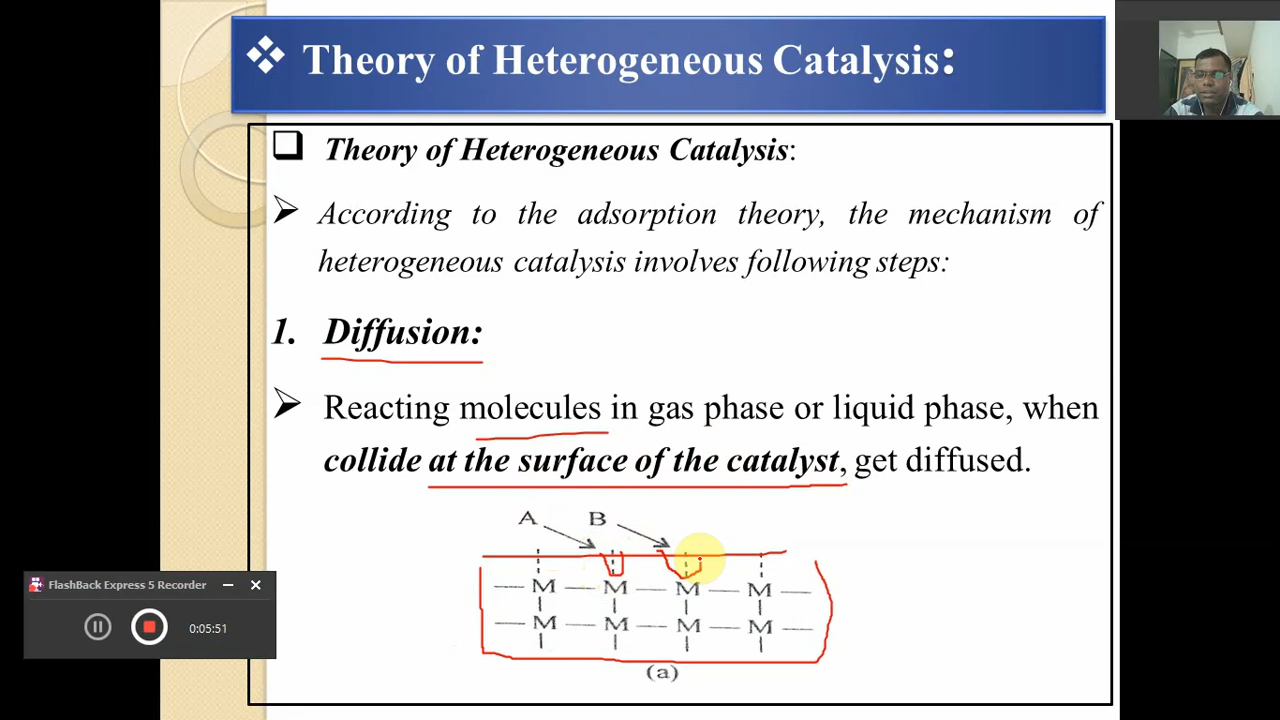 ❖ Theory of Heterogeneous Catalysis:
❑ Theory of Heterogeneous Catalysis:
➢ According to the adsorption theory, the mechanism of
heterogeneous catalysis involves following steps:
1. Diffusion:
➢ Reacting molecules in gas phase or liquid phase, when
collide at the surface of the catalyst, get diffused.
A B
M M M M
M M M M
(a)
FlashBack Express 5 Recorder
0:05:51